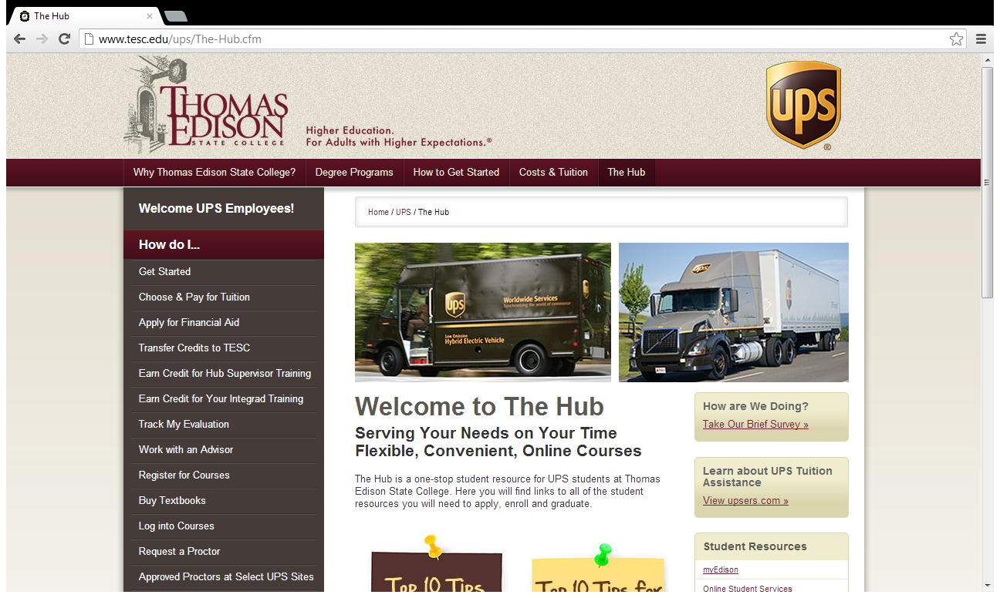 The Hub
www.tesc.edu/ups/The-Hub.cfm
THOMAS
EDISON
STATE COLLEGE
Higher Education.
For Adults with Higher Expectations.®
ups
®
Why Thomas Edison State College?
Degree Programs
How to Get Started
Costs & Tuition
The Hub
Welcome UPS Employees!
How do I...
Get Started
Choose & Pay for Tuition
Apply for Financial Aid
Transfer Credits to TESC
Earn Credit for Hub Supervisor Training
Earn Credit for Your Integrad Training
Track My Evaluation
Work with an Advisor
Register for Courses
Buy Textbooks
Log into Courses
Request a Proctor
Approved Proctors at Select UPS Sites
Home / UPS / The Hub
ups
Worldwide Services
Synchronizing the world of commerce
Low Emission
Hybrid Electric Vehicle
ups
Welcome to The Hub
Serving Your Needs on Your Time
Flexible, Convenient, Online Courses
The Hub is a one-stop student resource for UPS students at Thomas
Edison State College. Here you will find links to all of the student
resources you will need to apply, enroll and graduate.
Top 10 Tips
Top 10 Tips for
How are We Doing?
Take Our Brief Survey »
Learn about UPS Tuition
Assistance
View upsers.com »
Student Resources
myEdison
Online Student Services